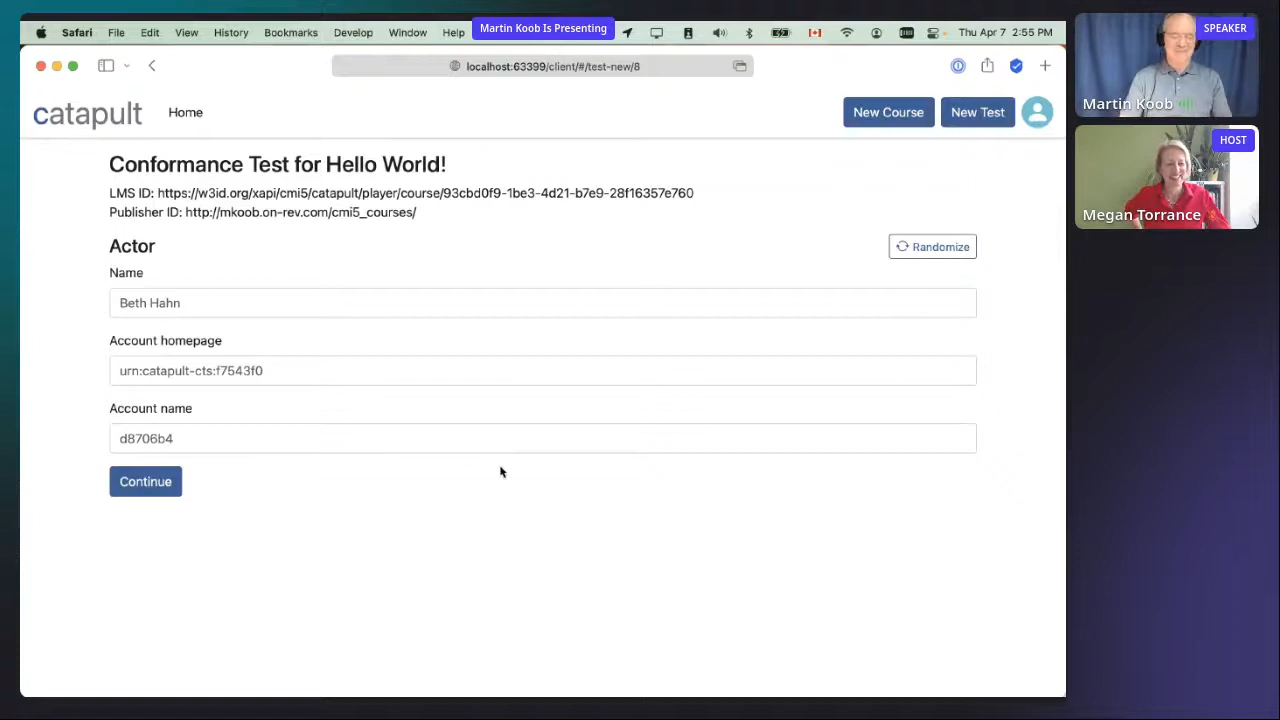 Safari File Edit View History Bookmarks Develop Window Help
Martin Koob Is Presenting
Thu Apr 7 2:55 PM
localhost:63399/client/#/test-new/8
catapult
Home
New Course
New Test
Conformance Test for Hello World!
LMS ID: https://w3id.org/xapi/cmi5/catapult/player/course/93cbd0f9-1be3-4d21-b7e9-28f16357e760
Publisher ID: http://mkoob.on-rev.com/cmi5_courses/
Actor
Randomize
Name
Beth Hahn
Account homepage
urn:catapult-cts:f7543f0
Account name
d8706b4
Continue
SPEAKER
Martin Koob
HOST
Megan Torrance